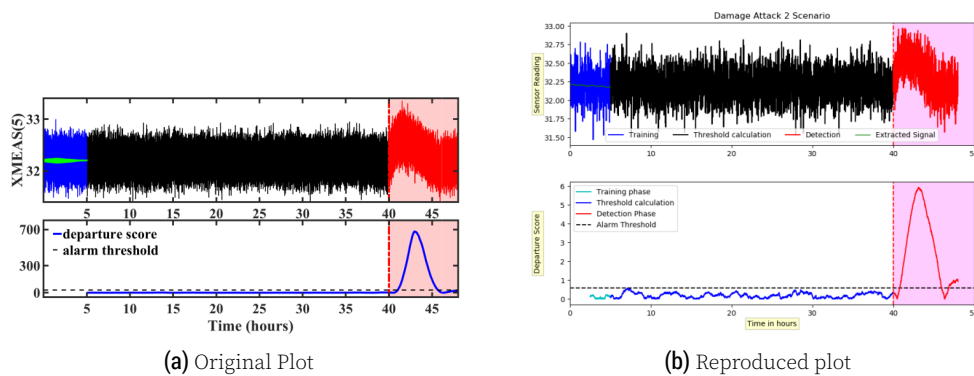 XMEAS(5)
33
32
5 10 15 20 25 30 35 40 45
700
300
0
departure score
alarm threshold
5 10 15 20 25 30 35 40 45
Time (hours)
(a) Original Plot
Damage Attack 2 Scenario
Sensor Reading
33.00
32.75
32.50
32.25
32.00
31.75
31.50
Training Threshold calculation Detection Extracted Signal
0 10 20 30 40 50
Departure Score
6
5
4
3
2
1
0
Training phase
Threshold calculation
Detection Phase
Alarm Threshold
0 10 20 30 40 50
Time in hours
(b) Reproduced plot